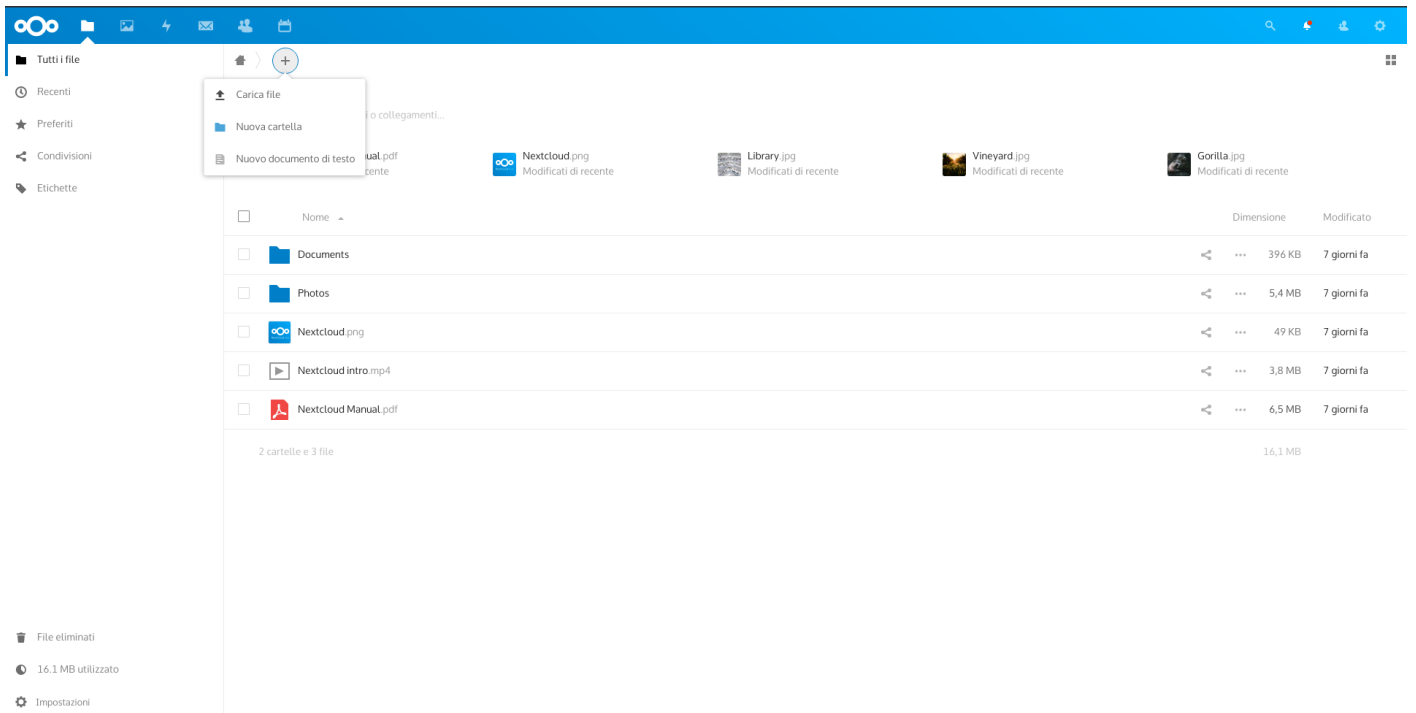 Tutti i file
Recenti
Preferiti
Condivisioni
Etichette
File eliminati
16.1 MB utilizzato
Impostazioni
Carica file
Nuova cartella
Nuovo documento di testo
i o collegamenti...
ual.pdf
cente
Nextcloud.png
Modificati di recente
Library.jpg
Modificati di recente
Vineyard.jpg
Modificati di recente
Gorilla.jpg
Modificati di recente
Nome Dimensione Modificato
Documents 396 KB 7 giorni fa
Photos 5,4 MB 7 giorni fa
Nextcloud.png 49 KB 7 giorni fa
Nextcloud intro.mp4 3,8 MB 7 giorni fa
Nextcloud Manual.pdf 6,5 MB 7 giorni fa
2 cartelle e 3 file 16,1 MB